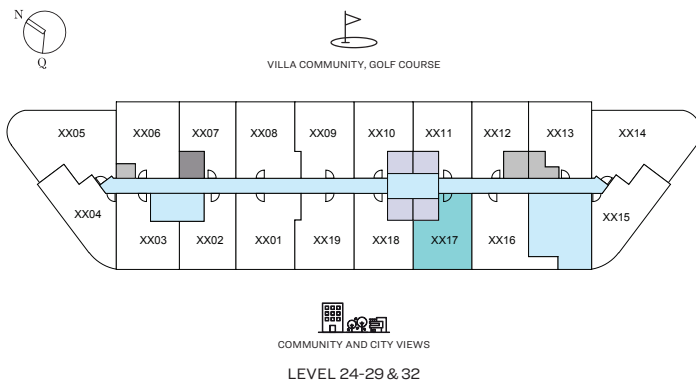 N
Q
VILLA COMMUNITY, GOLF COURSE
XX05 XX06 XX07 XX08 XX09 XX10 XX11 XX12 XX13 XX14
XX04 XX03 XX02 XX01 XX19 XX18 XX17 XX16 XX15
COMMUNITY AND CITY VIEWS
LEVEL 24-29 & 32